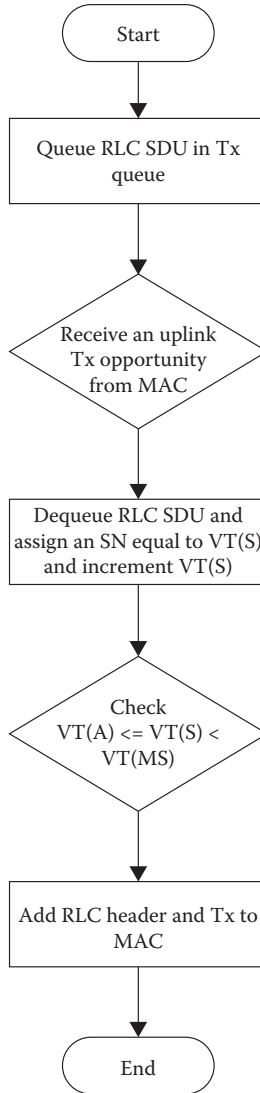 Start
Queue RLC SDU in Tx
queue
Receive an uplink
Tx opportunity
from MAC
Dequeue RLC SDU and
assign an SN equal to VT(S)
and increment VT(S)
Check
VT(A) <= VT(S) <
VT(MS)
Add RLC header and Tx to
MAC
End